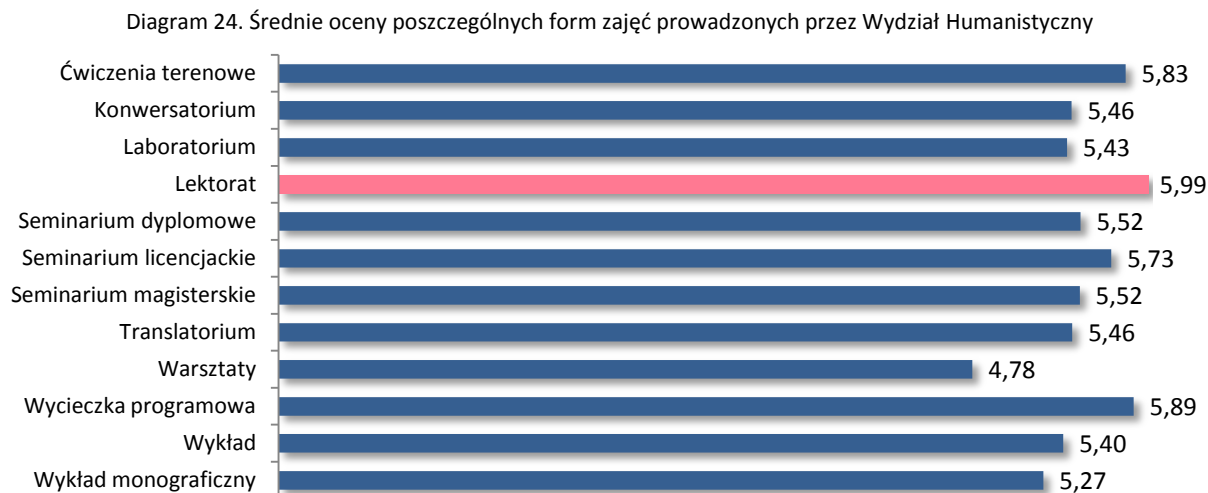 Diagram 24. Średnie oceny poszczególnych form zajęć prowadzonych przez Wydział Humanistyczny
Ćwiczenia terenowe 5,83
Konwersatorium 5,46
Laboratorium 5,43
Lektorat 5,99
Seminarium dyplomowe 5,52
Seminarium licencjackie 5,73
Seminarium magisterskie 5,52
Translatorium 5,46
Warsztaty 4,78
Wycieczka programowa 5,89
Wykład 5,40
Wykład monograficzny 5,27